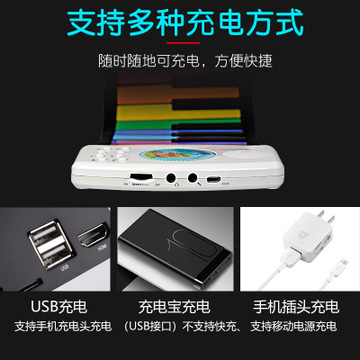 支持多种充电方式
随时随地可充电，方便快捷
USB
HDMI
USB充电
充电宝充电
手机插头充电
支持手机充电头充电
（USB接口）不支持快充、
支持移动电源充电